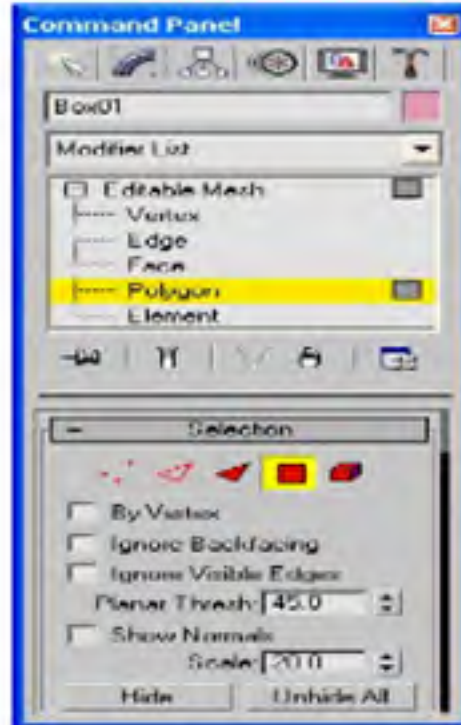 Command Panel
Box01
Modifier List
Editable Mesh
Vertex
Edge
Face
Polygon
Element
Selection
By Vertex
Ignore Backfacing
Ignore Visible Edges
Planar Thresh: 45.0
Show Normals
Scale: 20.0
Hide Unhide All